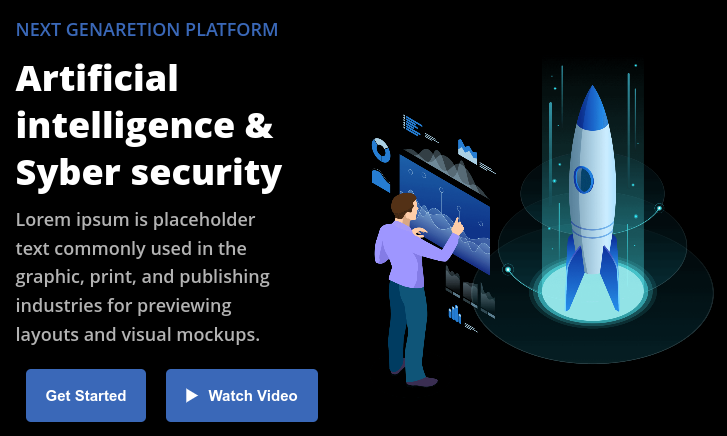 NEXT GENARETION PLATFORM
Artificial
intelligence &
Syber security
Lorem ipsum is placeholder
text commonly used in the
graphic, print, and publishing
industries for previewing
layouts and visual mockups.
Get Started
Watch Video